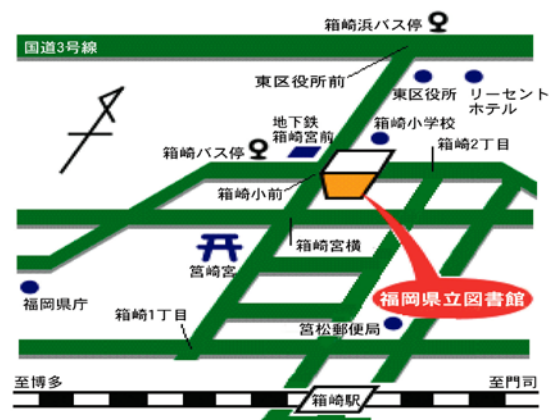 箱崎浜バス停
国道3号線
東区役所前
東区役所
リーセント
ホテル
地下鉄
箱崎宮前
箱崎小学校
箱崎バス停
箱崎2丁目
箱崎小前
箱崎宮横
筥崎宮
福岡県庁
福岡県立図書館
箱崎1丁目
筥松郵便局
至博多
箱崎駅
至門司